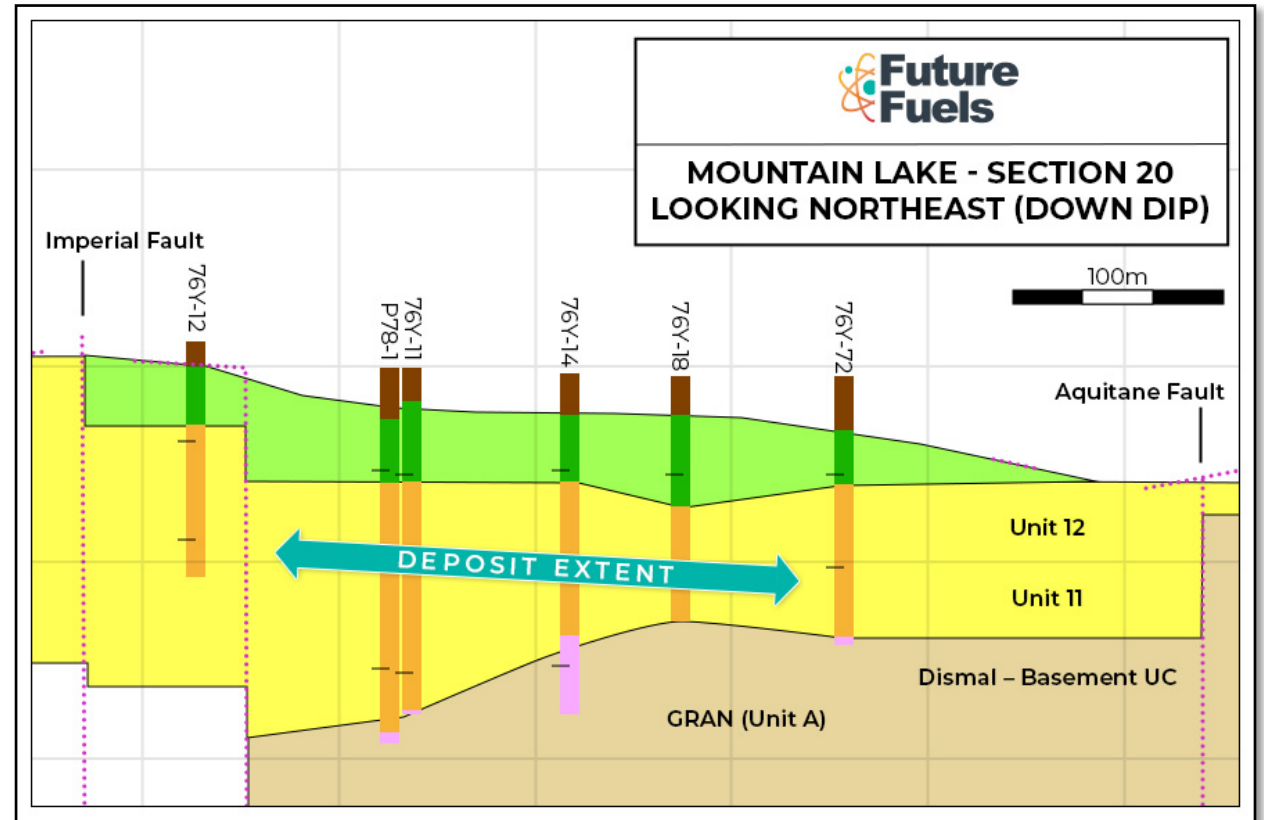 Future
Fuels
MOUNTAIN LAKE - SECTION 20
LOOKING NORTHEAST (DOWN DIP)
Imperial Fault
76Y-12
P78-1
76Y-11
76Y-14
76Y-18
76Y-72
100m
Aquitane Fault
Unit 12
DEPOSIT EXTENT
Unit 11
Dismal – Basement UC
GRAN (Unit A)